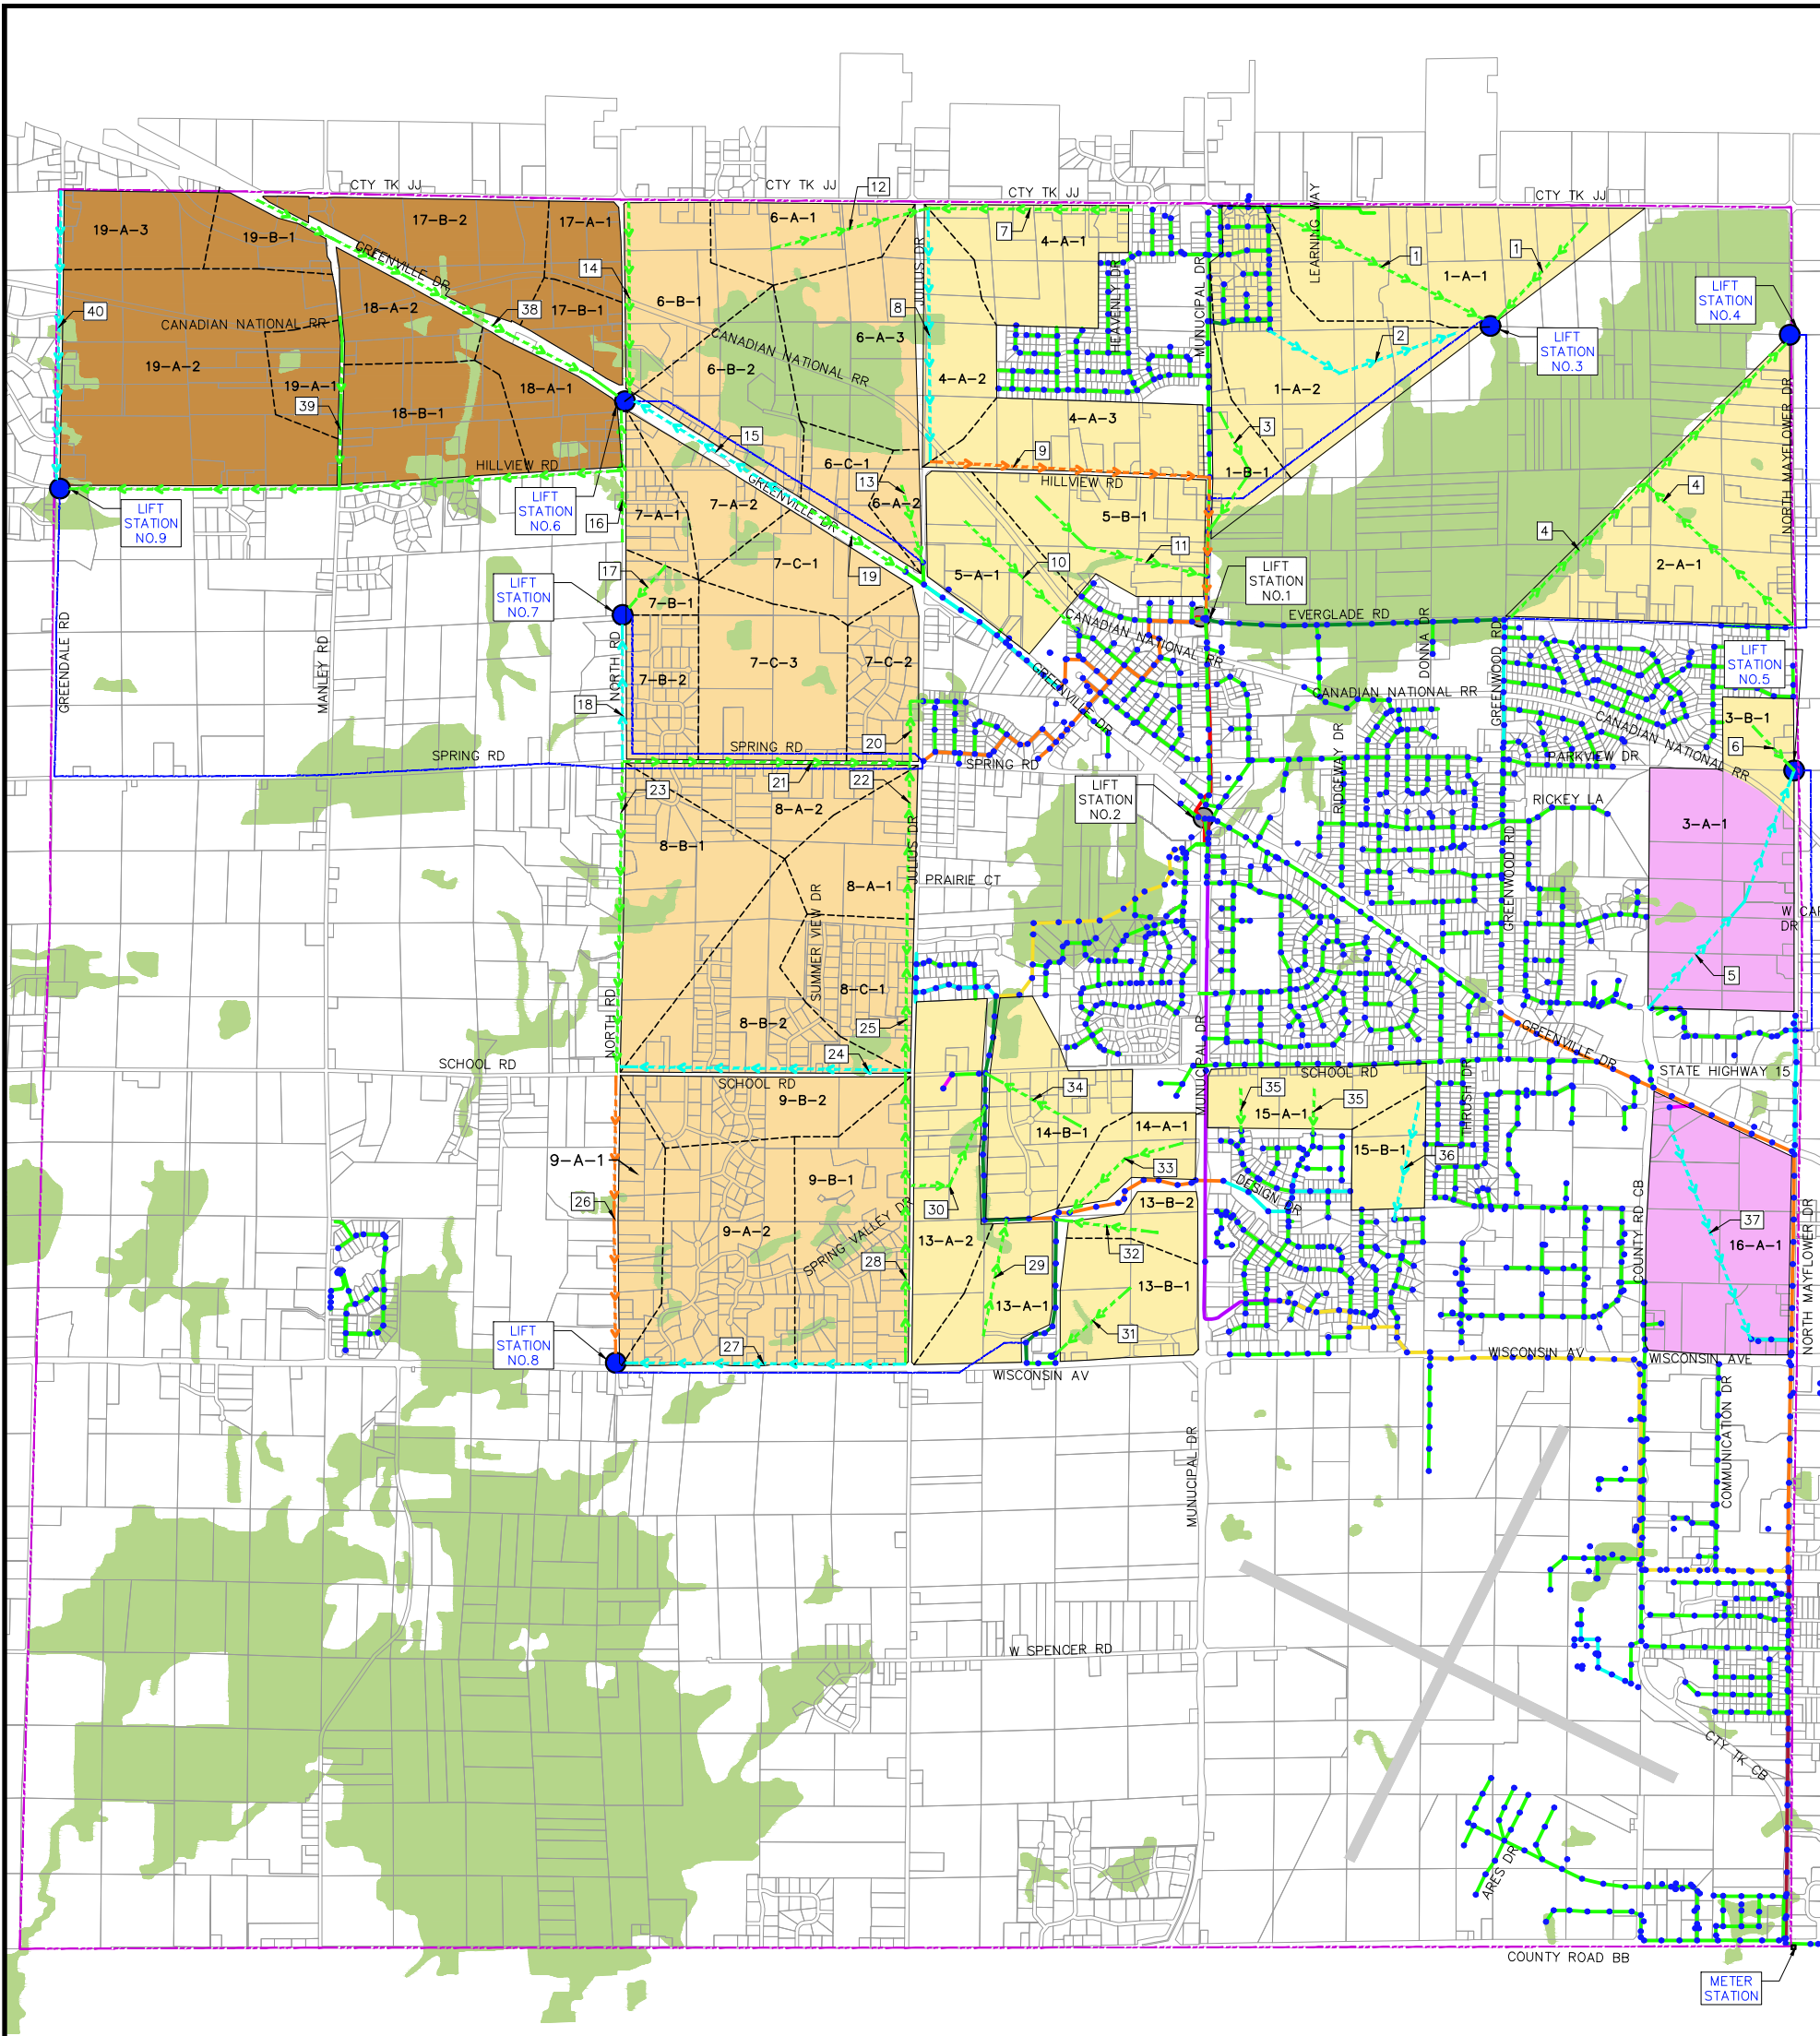 CTY TK JJ
CTY TK JJ
CTY TK JJ
CTY TK JJ
12
7
19-A-3
19-B-1
17-B-2
17-A-1
6-A-1
4-A-1
LEARNING WAY
1
1
1-A-1
GREENVILLE DR
14
JULIUS DR
HEAVENLY DR
MUNUCIPAL DR
LIFT
STATION
NO.4
40
CANADIAN NATIONAL RR
18-A-2
38
17-B-1
6-B-1
8
CANADIAN NATIONAL RR
6-A-3
2
LIFT
STATION
NO.3
19-A-2
19-A-1
18-A-1
6-B-2
4-A-2
1-A-2
39
18-B-1
4-A-3
NORTH MAYFLOWER DR
15
3
HILLVIEW RD
6-C-1
9
1-B-1
LIFT
STATION
NO.9
LIFT
STATION
NO.6
16
7-A-1
7-A-2
GREENVILLE DR
13
6-A-2
HILLVIEW RD
5-B-1
4
4
LIFT
STATION
NO.7
17
7-C-1
19
5-A-1
10
11
LIFT
STATION
NO.1
2-A-1
7-B-1
EVERGLADE RD
DONNA DR
GREENDALE RD
MANLEY RD
NORTH RD
7-B-2
7-C-3
7-C-2
CANADIAN NATIONAL RR
GREENVILLE DR
CANADIAN NATIONAL RR
GREENWOOD RD
LIFT
STATION
NO.5
18
20
CANADIAN NATIONAL RR
3-B-1
6
SPRING RD
SPRING RD
SPRING RD
RIDGEWAY DR
PARKVIEW DR
21
22
23
LIFT
STATION
NO.2
RICKEY LA
8-A-2
3-A-1
8-B-1
JULIUS DR
GREENWOOD RD
8-A-1
PRAIRIE CT
SUMMER VIEW DR
W CAP
DR
5
8-C-1
8-B-2
25
NORTH RD
24
GREENVILLE DR
SCHOOL RD
SCHOOL RD
SCHOOL RD
STATE HIGHWAY 15
MUNUCIPAL DR
THRUSH DR
9-B-2
34
35
35
15-A-1
14-B-1
14-A-1
15-B-1
36
9-A-1
33
26
9-B-1
30
DESIGN DR
13-B-2
COUNTY RD CB
37
16-A-1
9-A-2
SPRING VALLEY DR
13-A-2
32
28
29
13-B-1
13-A-1
31
LIFT
STATION
NO.8
27
WISCONSIN AV
WISCONSIN AV
WISCONSIN AVE
NORTH MAYFLOWER DR
MUNUCIPAL DR
COMMUNICATION DR
W SPENCER RD
CTY TK CB
ARES DR
COUNTY ROAD BB
METER
STATION